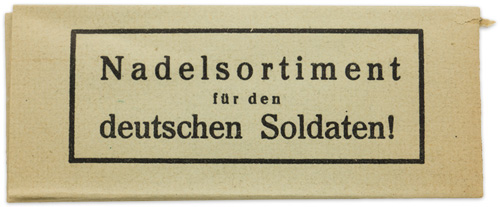 Nadelsortiment
für den
deutschen Soldaten!